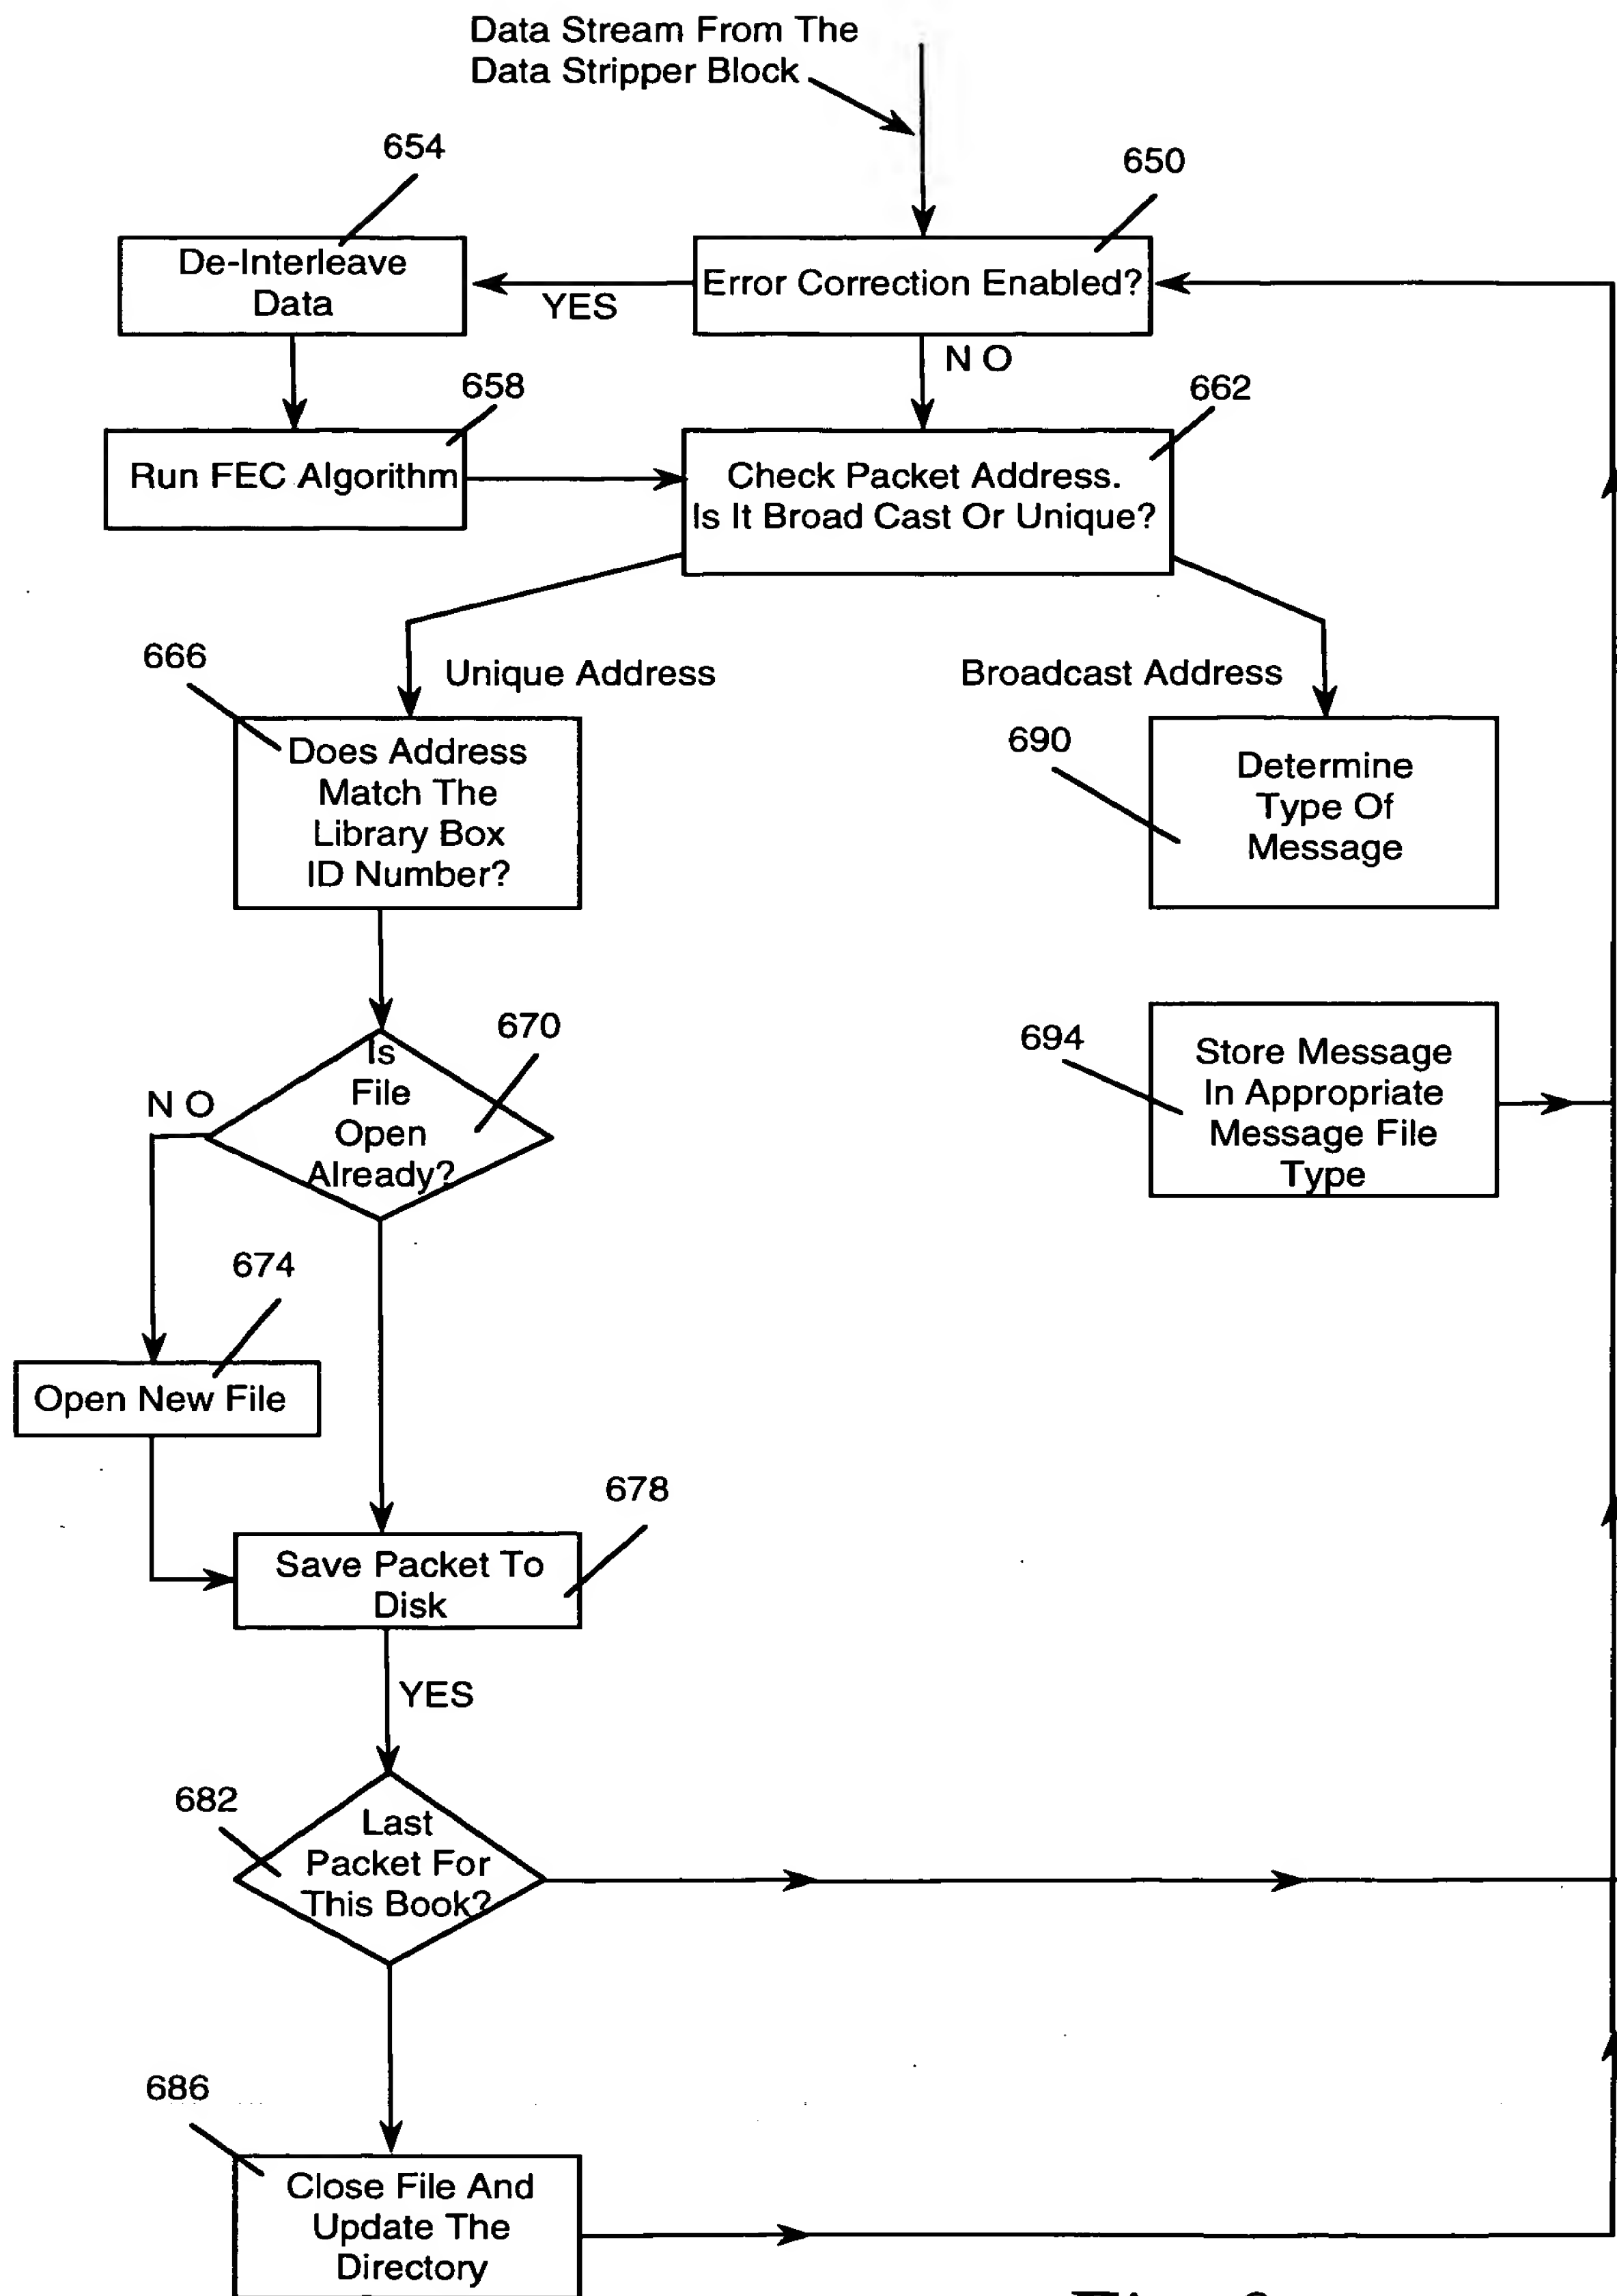 Data Stream From The
Data Stripper Block
654
650
De-Interleave
Data
YES
Error Correction Enabled?
N O
658
662
Run FEC Algorithm
Check Packet Address.
Is It Broad Cast Or Unique?
666
Unique Address
Broadcast Address
Does Address
Match The
Library Box
ID Number?
690
Determine
Type Of
Message
670
Is
File
Open
Already?
N O
694
Store Message
In Appropriate
Message File
Type
674
Open New File
678
Save Packet To
Disk
YES
682
Last
Packet For
This Book?
686
Close File And
Update The
Directory